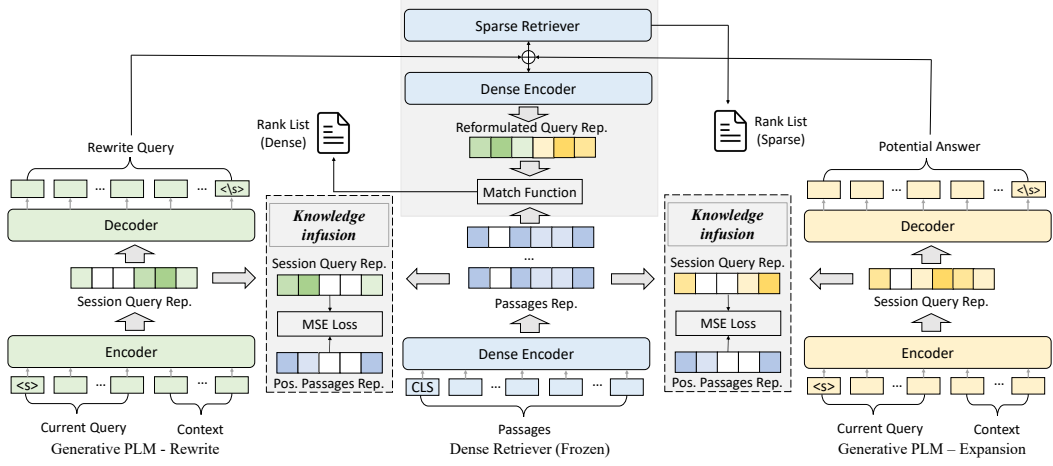 Sparse Retriever
Dense Encoder
Reformulated Query Rep.
Match Function
Rank List
(Dense)
Rank List
(Sparse)
Rewrite Query
... ... <\s>
Decoder
Session Query Rep.
Encoder
<s> ... ...
Current Query
Context
Generative PLM - Rewrite
Knowledge
infusion
Session Query Rep.
MSE Loss
Pos. Passages Rep.
...
Passages Rep.
Dense Encoder
CLS ... ...
Passages
Dense Retriever (Frozen)
Knowledge
infusion
Session Query Rep.
MSE Loss
Pos. Passages Rep.
Potential Answer
... ... <\s>
Decoder
Session Query Rep.
Encoder
<s> ... ...
Current Query
Context
Generative PLM – Expansion